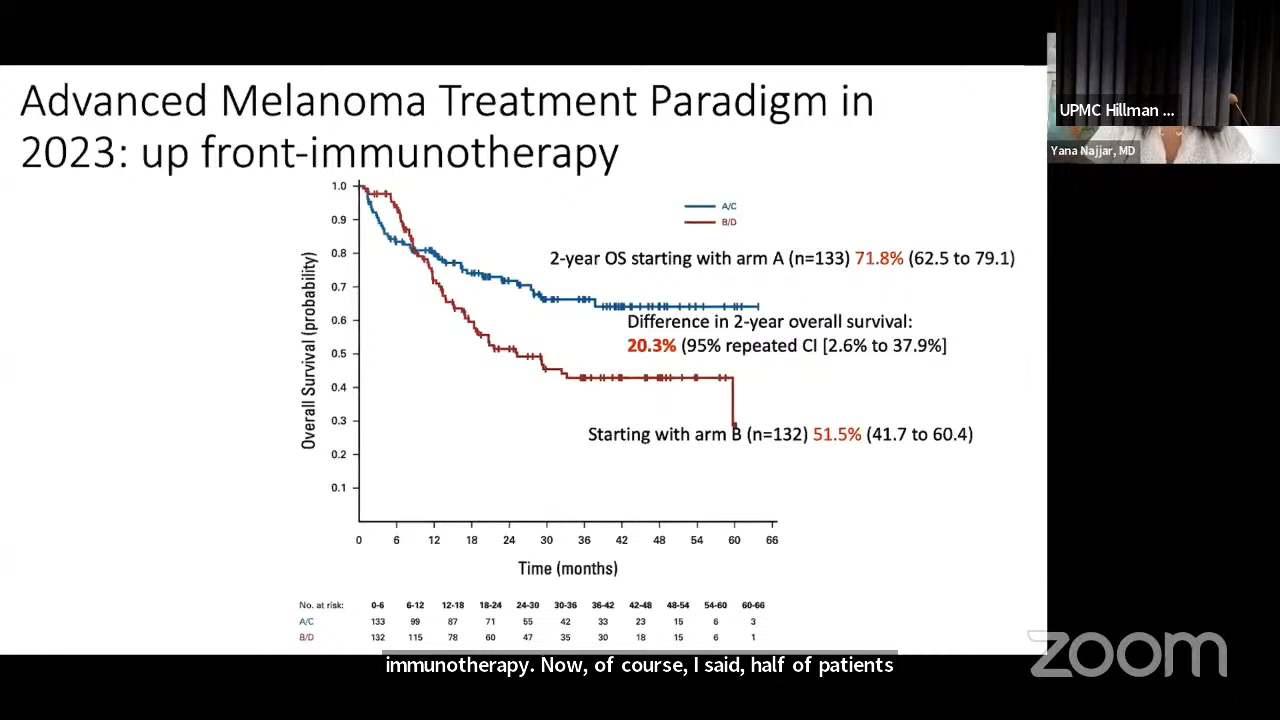 Advanced Melanoma Treatment Paradigm in
2023: up front-immunotherapy
UPMC Hillman ...
Yana Najjar, MD
1.0
0.9
0.8
0.7
0.6
0.5
0.4
0.3
0.2
0.1
Overall Survival (probability)
A/C
B/D
2-year OS starting with arm A (n=133) 71.8% (62.5 to 79.1)
Difference in 2-year overall survival:
20.3% (95% repeated CI [2.6% to 37.9%]
Starting with arm B (n=132) 51.5% (41.7 to 60.4)
0 6 12 18 24 30 36 42 48 54 60 66
Time (months)
No. at risk: 0-6 6-12 12-18 18-24 24-30 30-36 36-42 42-48 48-54 54-60 60-66
A/C 133 99 87 71 55 42 33 23 15 6 3
B/D 132 115 78 60 47 35 30 18 15 6 1
immunotherapy. Now, of course, I said, half of patients
zoom